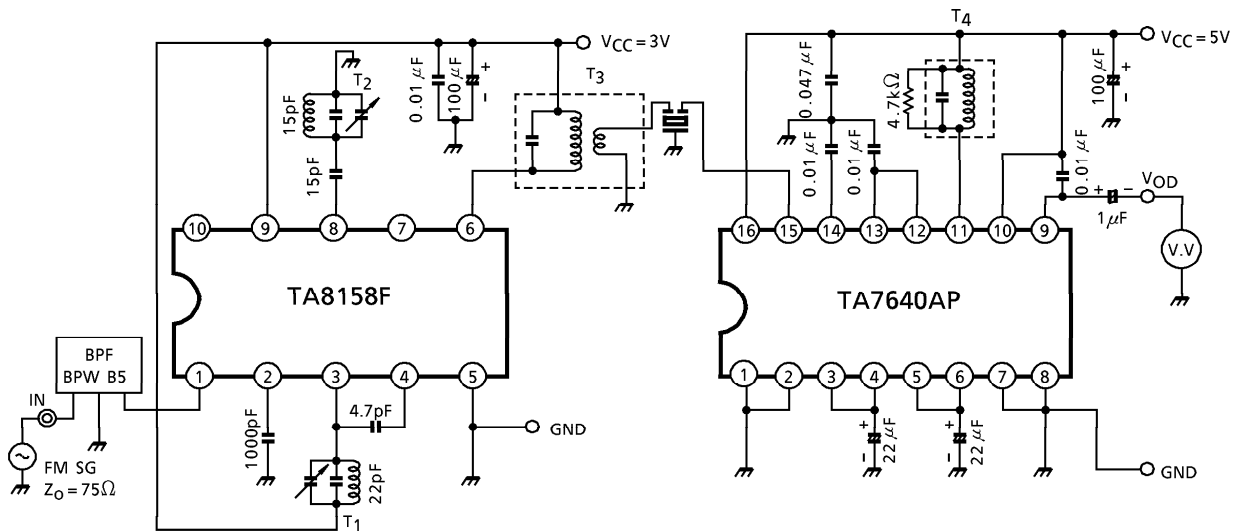 VCC = 3V
T2
15pF
15pF
0.01 μF
100 μF
+
-
T3
T4
VCC = 5V
0.047 μF
4.7kΩ
100 μF
+
-
0.01 μF
0.01 μF
0.01 μF
+ -
1μF
VOD
V.V
10 9 8 7 6
TA8158F
1 2 3 4 5
16 15 14 13 12 11 10 9
TA7640AP
1 2 3 4 5 6 7 8
BPF
BPW B5
IN
FM SG
ZO = 75Ω
1000pF
4.7pF
22pF
T1
GND
+
-
22 μF
+
-
22 μF
GND